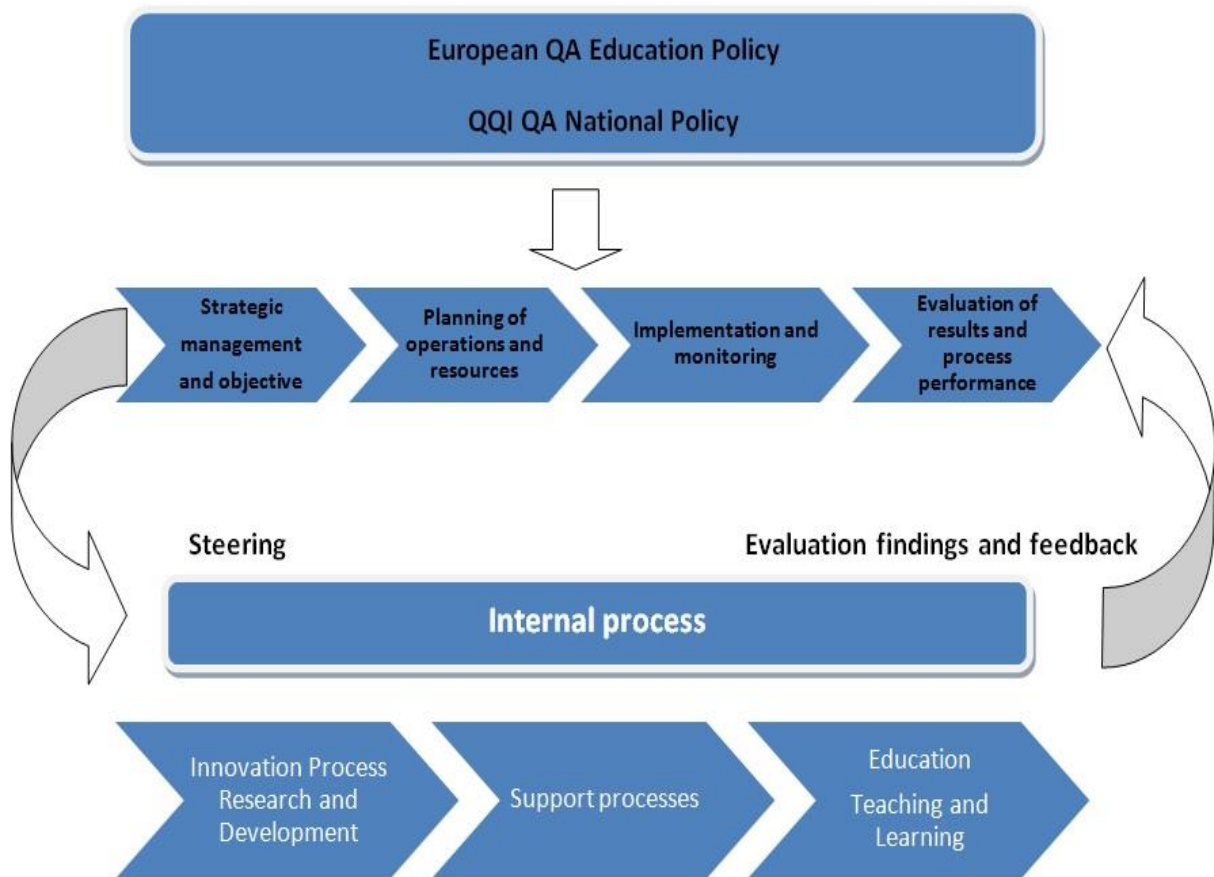 European QA Education Policy
QQI QA National Policy
Strategic
management
and objective
Planning of
operations and
resources
Implementation and
monitoring
Evaluation of
results and
process
performance
Steering
Evaluation findings and feedback
Internal process
Innovation Process
Research and
Development
Support processes
Education
Teaching and
Learning